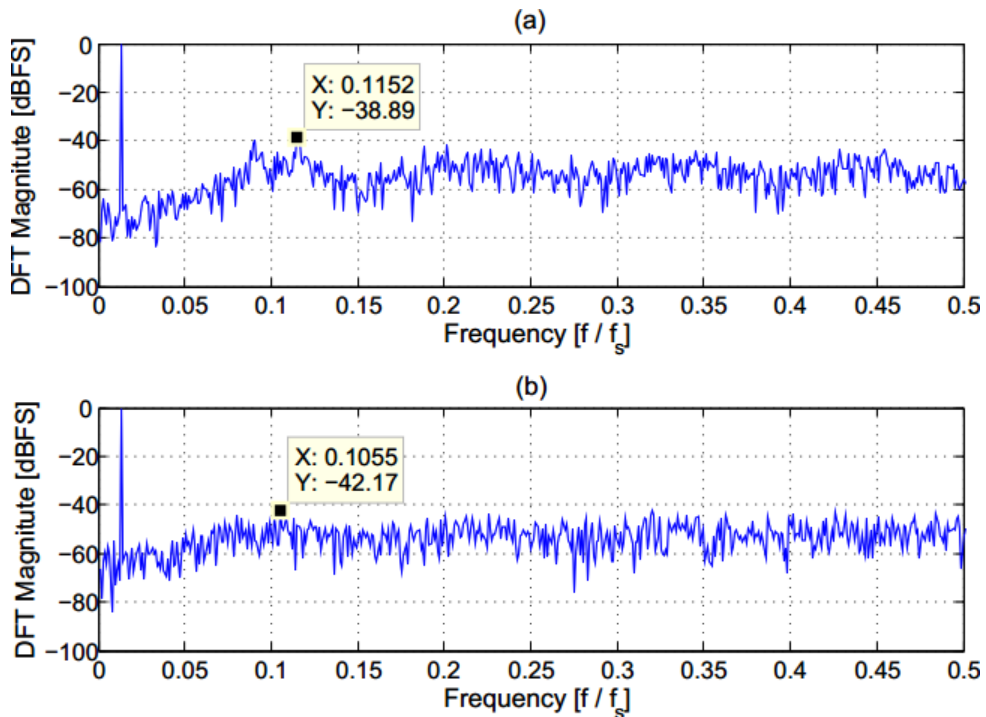 (a)
DFT Magnitute [dBFS]
0
−20
−40
−60
−80
−100
X: 0.1152
Y: −38.89
0 0.05 0.1 0.15 0.2 0.25 0.3 0.35 0.4 0.45 0.5
Frequency [f / fs]
(b)
DFT Magnitute [dBFS]
0
−20
−40
−60
−80
−100
X: 0.1055
Y: −42.17
0 0.05 0.1 0.15 0.2 0.25 0.3 0.35 0.4 0.45 0.5
Frequency [f / fs]